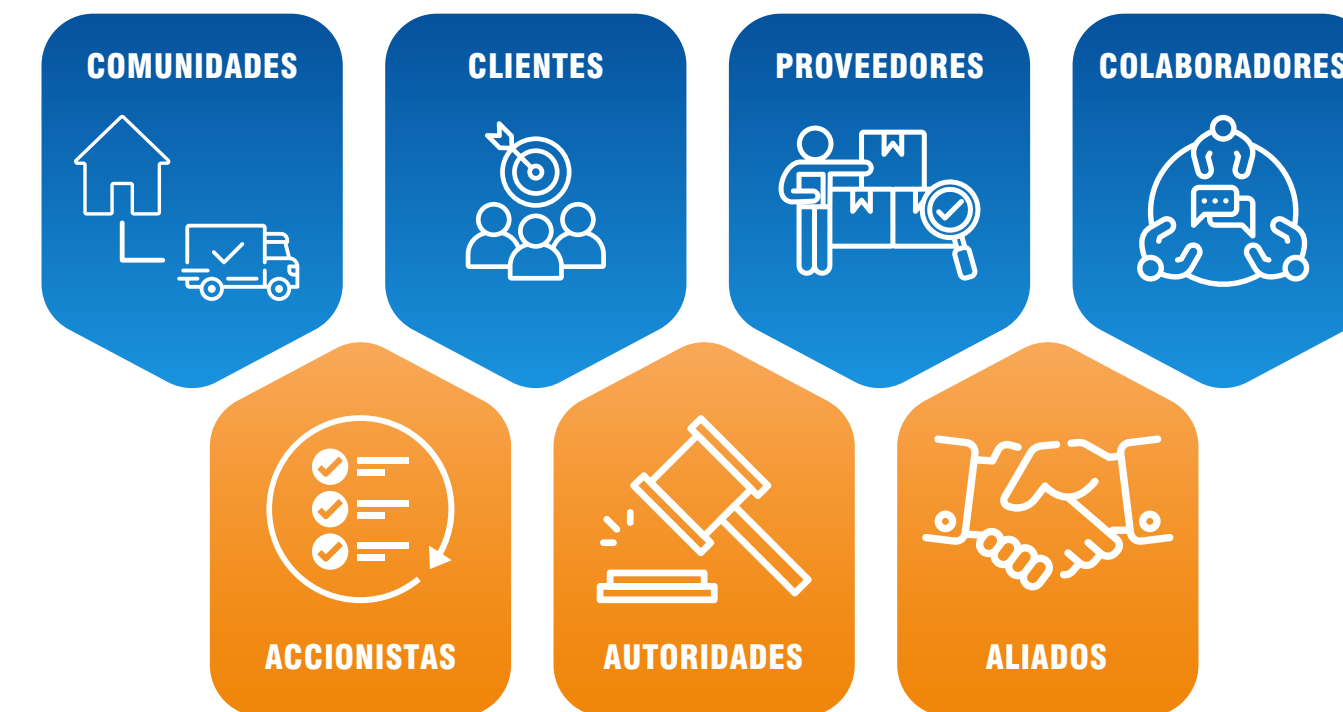 COMUNIDADES
CLIENTES
PROVEEDORES
COLABORADORES
ACCIONISTAS
AUTORIDADES
ALIADOS